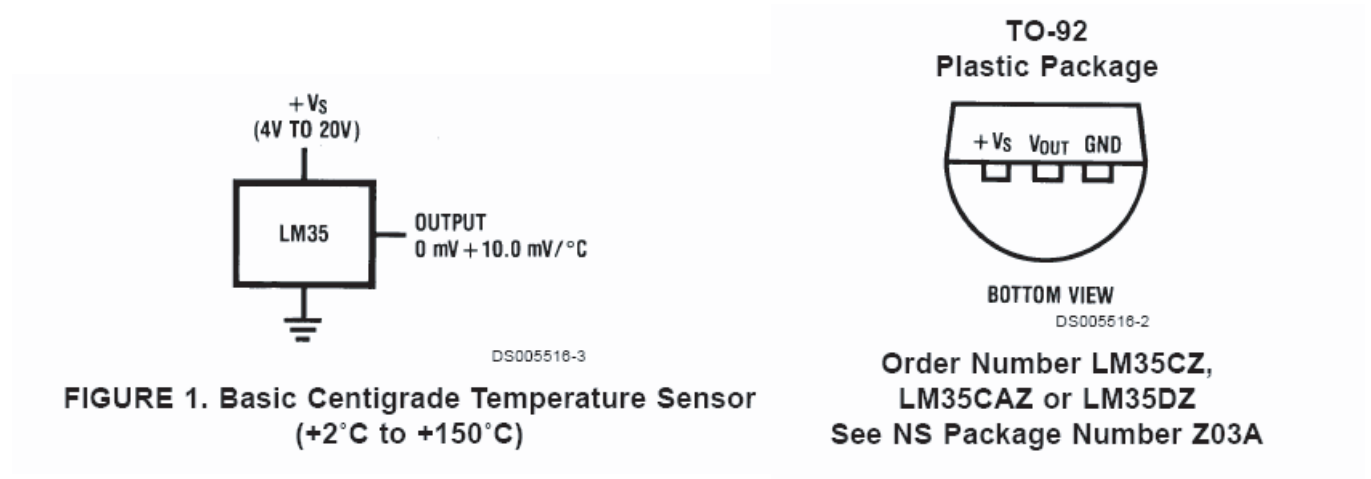 +VS
(4V TO 20V)
LM35
OUTPUT
0 mV + 10.0 mV/°C
DS005516-3
FIGURE 1. Basic Centigrade Temperature Sensor
(+2˚C to +150˚C)
TO-92
Plastic Package
+VS VOUT GND
BOTTOM VIEW
DS005516-2
Order Number LM35CZ,
LM35CAZ or LM35DZ
See NS Package Number Z03A